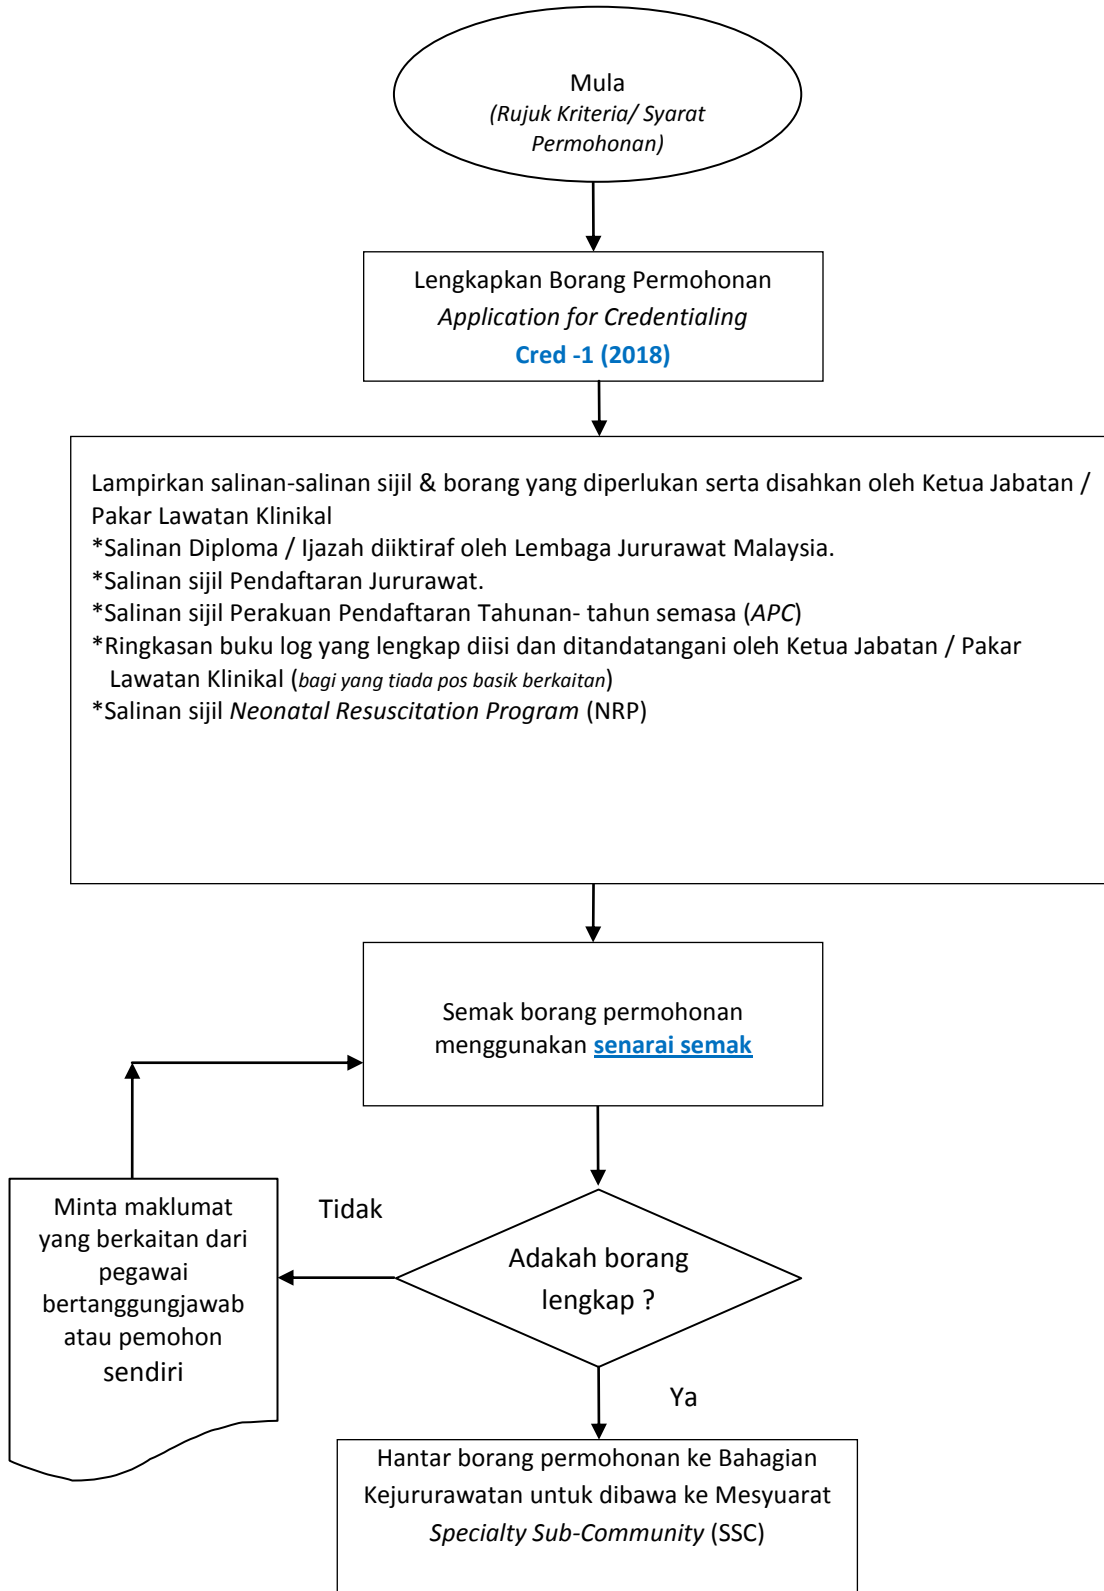 Mula
(Rujuk Kriteria/ Syarat
Permohonan)
Lengkapkan Borang Permohonan
Application for Credentialing
Cred -1 (2018)
Lampirkan salinan-salinan sijil & borang yang diperlukan serta disahkan oleh Ketua Jabatan /
Pakar Lawatan Klinikal
*Salinan Diploma / Ijazah diiktiraf oleh Lembaga Jururawat Malaysia.
*Salinan sijil Pendaftaran Jururawat.
*Salinan sijil Perakuan Pendaftaran Tahunan- tahun semasa (APC)
*Ringkasan buku log yang lengkap diisi dan ditandatangani oleh Ketua Jabatan / Pakar
Lawatan Klinikal (bagi yang tiada pos basik berkaitan)
*Salinan sijil Neonatal Resuscitation Program (NRP)
Semak borang permohonan
menggunakan senarai semak
Minta maklumat
yang berkaitan dari
pegawai
bertanggungjawab
atau pemohon
sendiri
Tidak
Adakah borang
lengkap ?
Ya
Hantar borang permohonan ke Bahagian
Kejururawatan untuk dibawa ke Mesyuarat
Specialty Sub-Community (SSC)